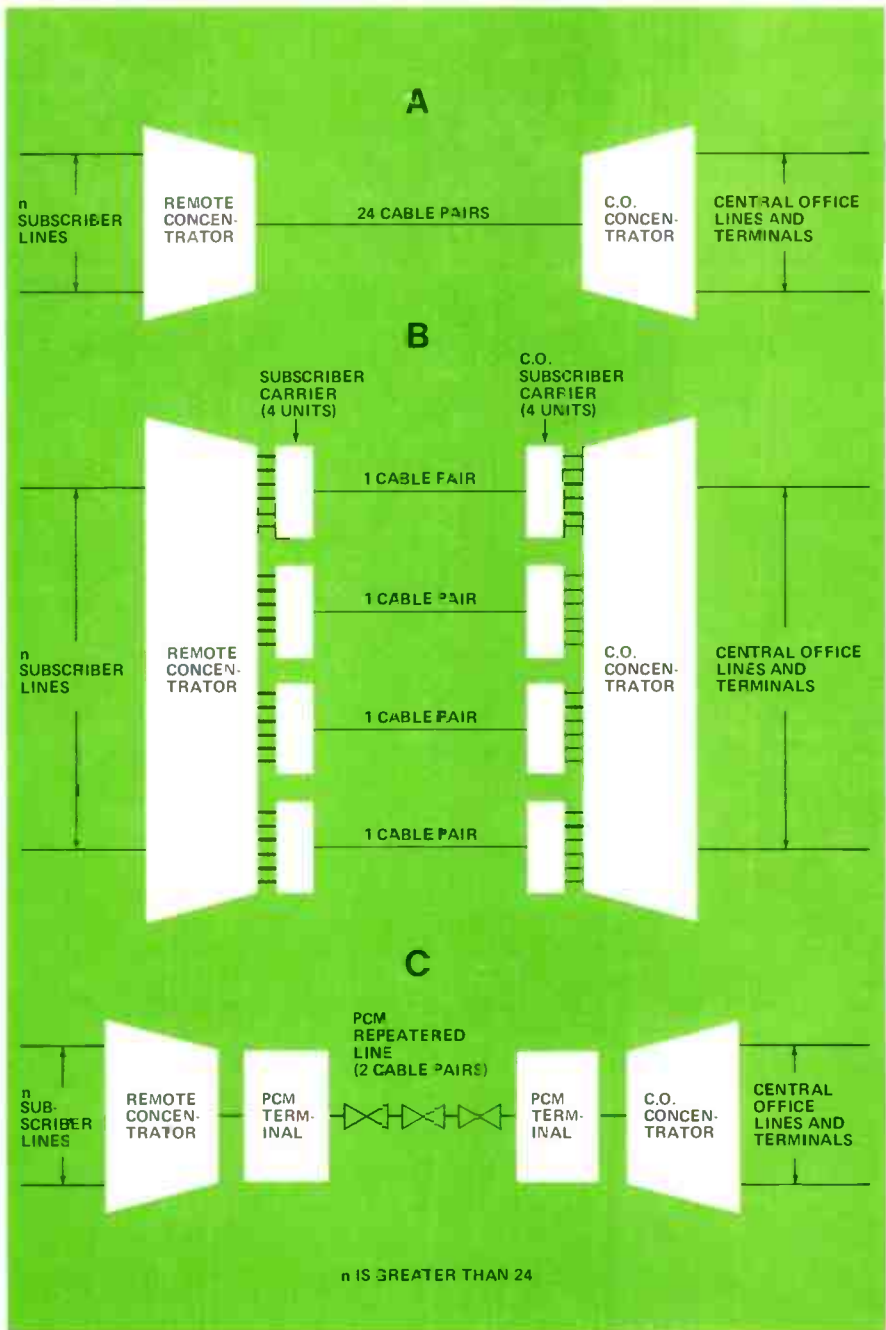 A
n
SUBSCRIBER
LINES
REMOTE
CONCEN-
TRATOR
24 CABLE PAIRS
C.O.
CONCEN-
TRATOR
CENTRAL OFFICE
LINES AND
TERMINALS
B
SUBSCRIBER
CARRIER
(4 UNITS)
C.O.
SUBSCRIBER
CARRIER
(4 UNITS)
1 CABLE PAIR
1 CABLE PAIR
n
SUBSCRIBER
LINES
REMOTE
CONCEN-
TRATOR
C.O.
CONCEN-
TRATOR
CENTRAL OFFICE
LINES AND
TERMINALS
1 CABLE PAIR
1 CABLE PAIR
C
PCM
REPEATERED
LINE
(2 CABLE PAIRS)
n
SUB-
SCRIBER
LINES
REMOTE
CONCEN-
TRATOR
PCM
TERM-
INAL
PCM
TERM-
INAL
C.O.
CONCEN-
TRATOR
CENTRAL
OFFICE
LINES AND
TERMINALS
n IS GREATER THAN 24